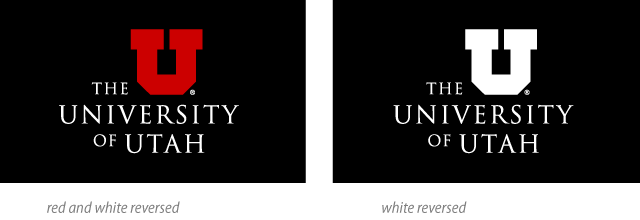 U
THE ®
UNIVERSITY
OF UTAH
red and white reversed
U
THE ®
UNIVERSITY
OF UTAH
white reversed